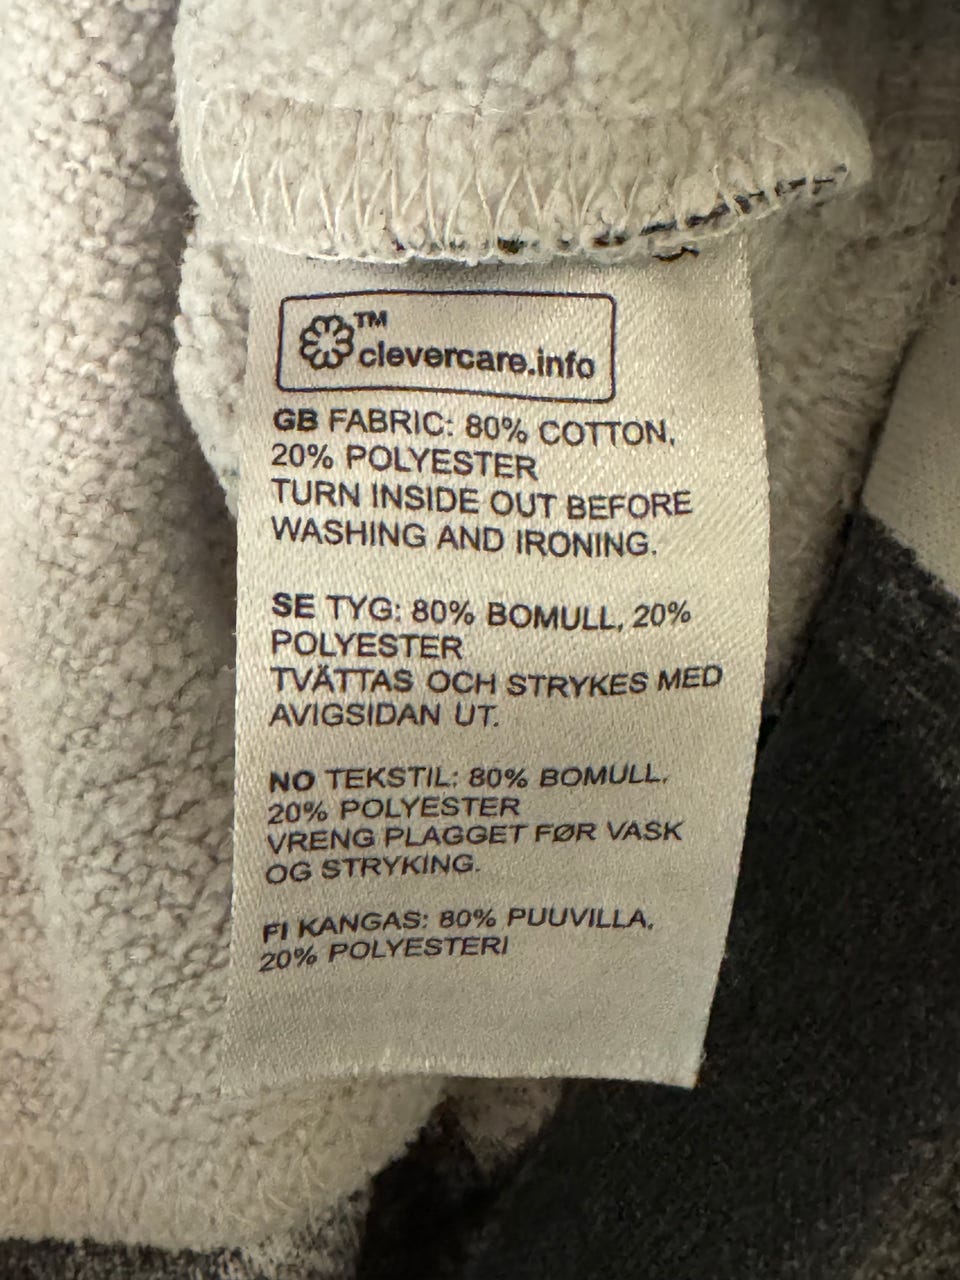 TM
clevercare.info
GB FABRIC: 80% COTTON,
20% POLYESTER
TURN INSIDE OUT BEFORE
WASHING AND IRONING.
SE TYG: 80% BOMULL, 20%
POLYESTER
TVÄTTAS OCH STRYKES MED
AVIGSIDAN UT.
NO TEKSTIL: 80% BOMULL,
20% POLYESTER
VRENG PLAGGET FØR VASK
OG STRYKING.
FI KANGAS: 80% PUUVILLA,
20% POLYESTERI